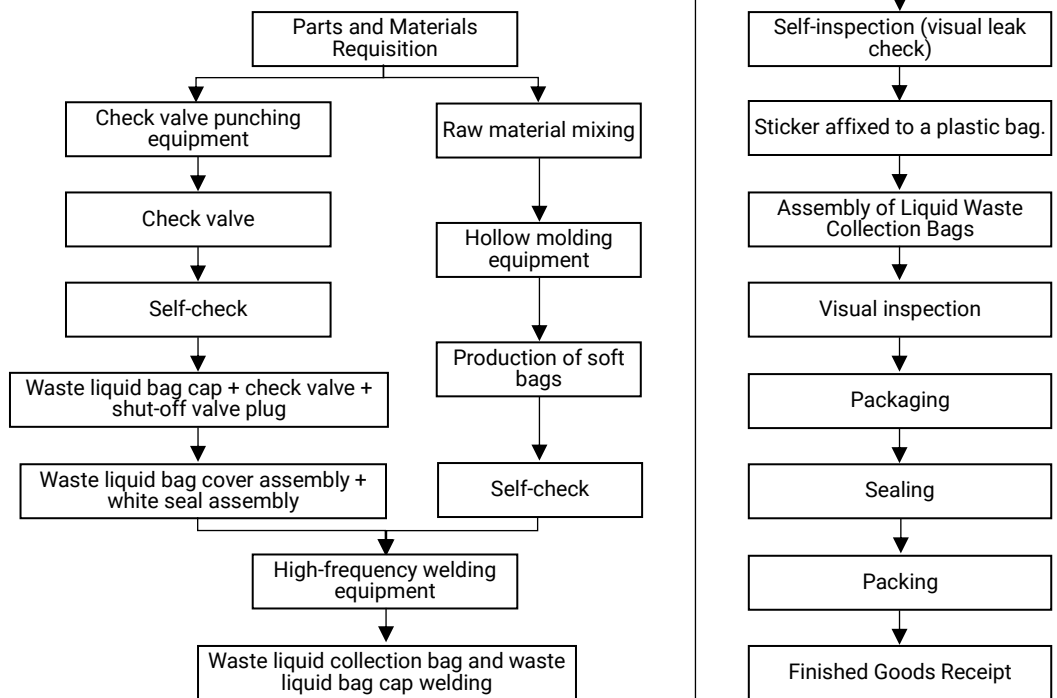 Parts and Materials
Requisition
Check valve punching
equipment
Raw material mixing
Check valve
Hollow molding
equipment
Self-check
Production of soft
bags
Waste liquid bag cap + check valve +
shut-off valve plug
Waste liquid bag cover assembly +
white seal assembly
Self-check
High-frequency welding
equipment
Waste liquid collection bag and waste
liquid bag cap welding
Self-inspection (visual leak
check)
Sticker affixed to a plastic bag.
Assembly of Liquid Waste
Collection Bags
Visual inspection
Packaging
Sealing
Packing
Finished Goods Receipt